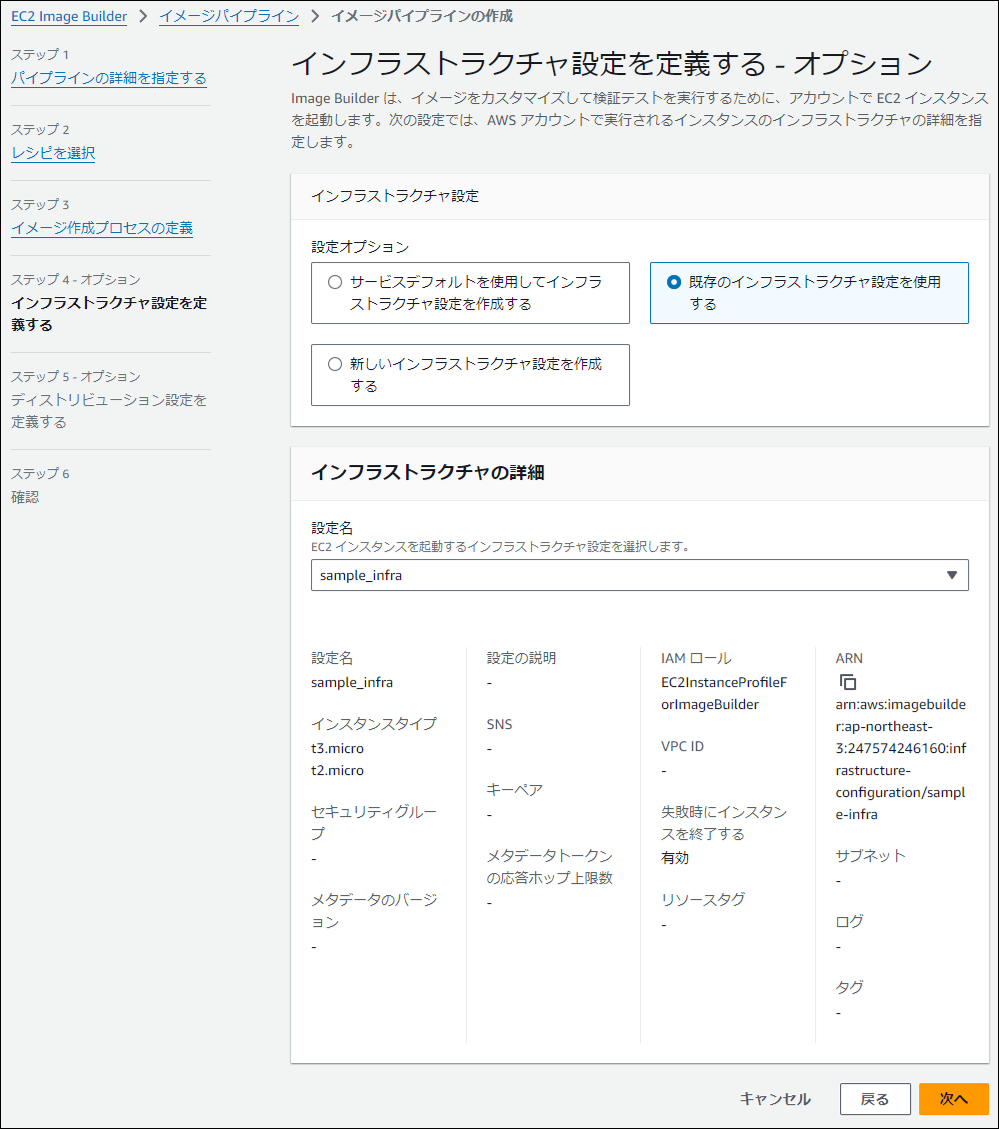 EC2 Image Builder > イメージパイプライン > イメージパイプラインの作成
ステップ 1
パイプラインの詳細を指定する
ステップ 2
レシピを選択
ステップ 3
イメージ作成プロセスの定義
ステップ 4 - オプション
インフラストラクチャ設定を定
義する
ステップ 5 - オプション
ディストリビューション設定を
定義する
ステップ 6
確認
インフラストラクチャ設定を定義する - オプション
Image Builder は、イメージをカスタマイズして検証テストを実行するために、アカウントで EC2 インスタンス
を起動します。次の設定では、AWS アカウントで実行されるインスタンスのインフラストラクチャの詳細を指
定します。
インフラストラクチャ設定
設定オプション
サービスデフォルトを使用してインフラ
ストラクチャ設定を作成する
既存のインフラストラクチャ設定を使用
する
新しいインフラストラクチャ設定を作成
する
インフラストラクチャの詳細
設定名
EC2 インスタンスを起動するインフラストラクチャ設定を選択します。
sample_infra
設定名
sample_infra
インスタンスタイプ
t3.micro
t2.micro
セキュリティグルー
プ
-
メタデータのバージ
ョン
-
設定の説明
-
SNS
-
キーペア
-
メタデータトークン
の応答ホップ上限数
-
IAM ロール
EC2InstanceProfileF
orImageBuilder
VPC ID
-
失敗時にインスタン
スを終了する
有効
リソースタグ
-
ARN
arn:aws:imagebuilde
r:ap-northeast-
3:247574246160:inf
rastructure-
configuration/sampl
e-infra
サブネット
-
ログ
-
タグ
-
キャンセル
戻る
次へ